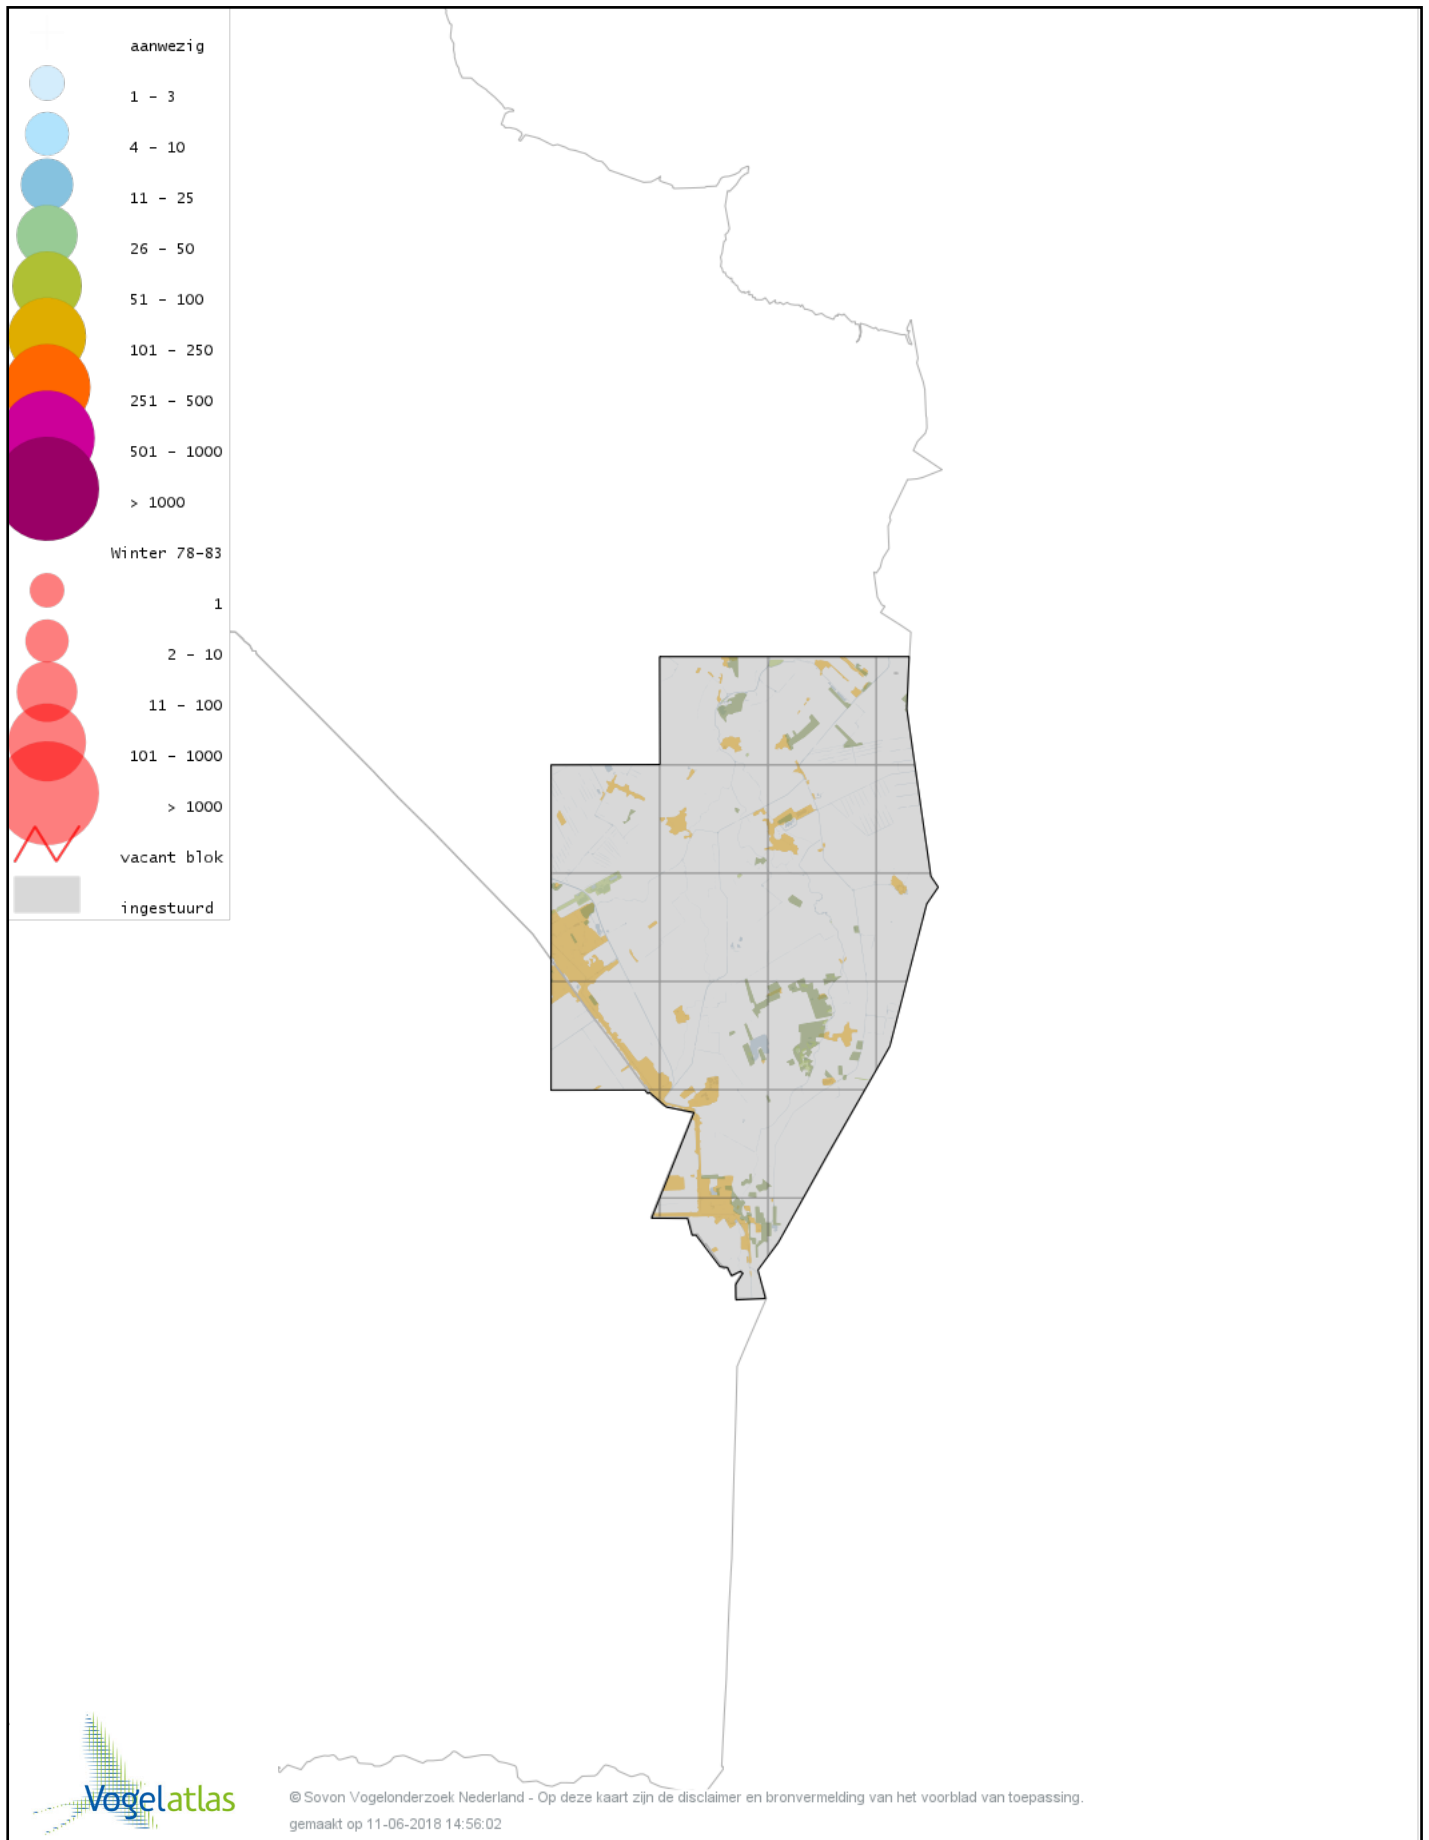 aanwezig
1 - 3
4 - 10
11 - 25
26 - 50
51 - 100
101 - 250
251 - 500
501 - 1000
> 1000
Winter 78-83
1
2 - 10
11 - 100
101 - 1000
> 1000
vacant blok
ingestuurd
Vogelatlas
© Sovon Vogelonderzoek Nederland - Op deze kaart zijn de disclaimer en bronvermelding van het voorblad van toepassing.
gemaakt op 11-06-2018 14:56:02